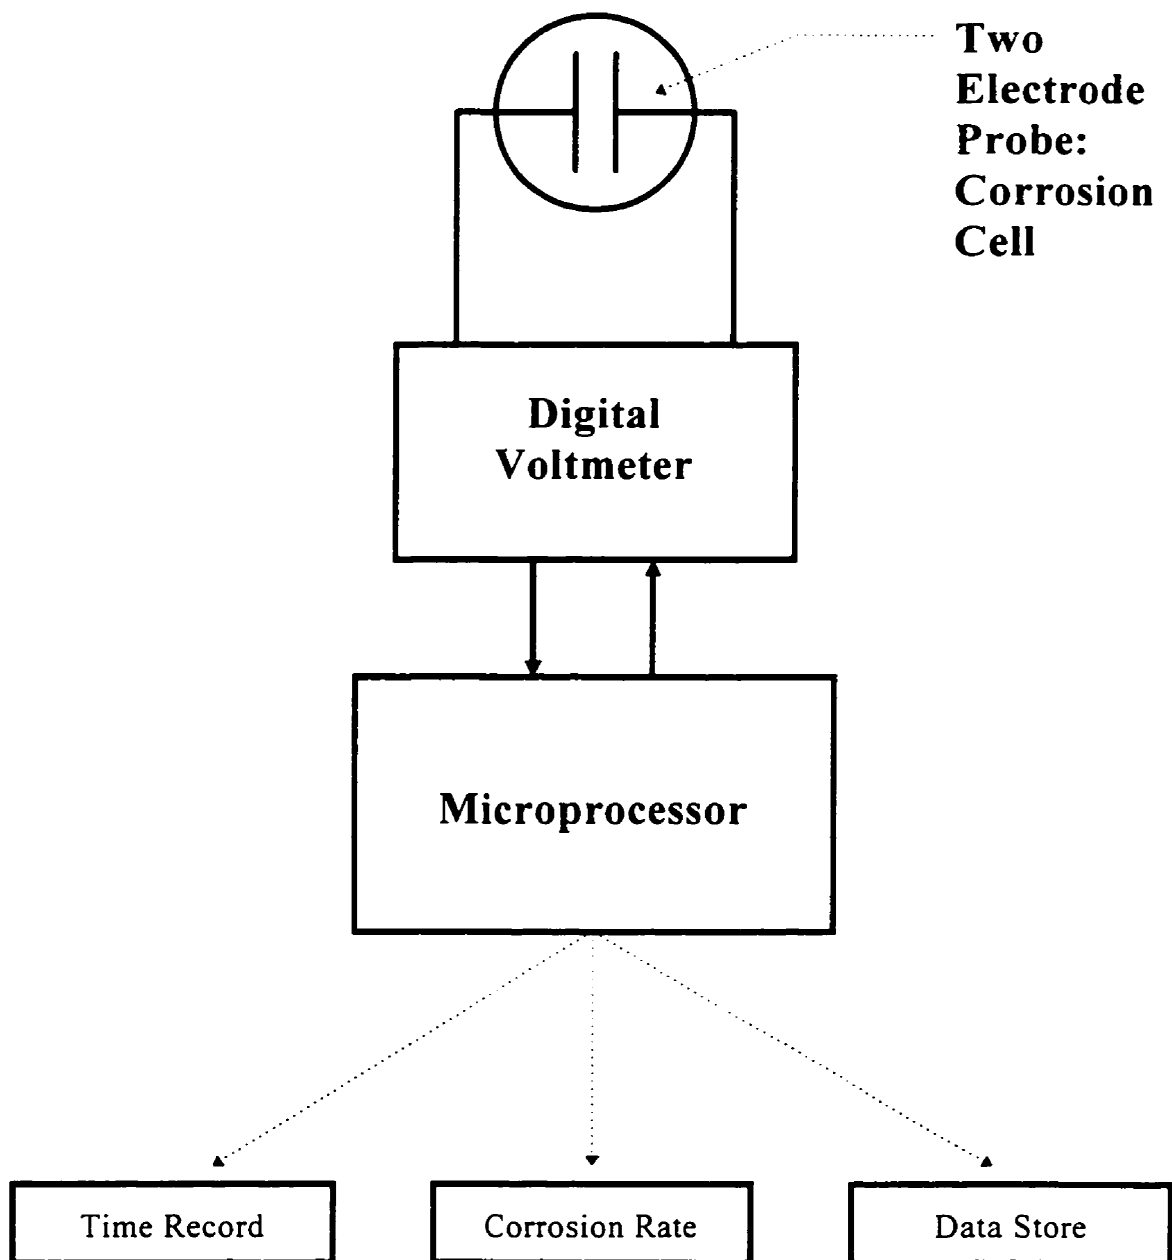 Two
Electrode
Probe:
Corrosion
Cell
Digital
Voltmeter
Microprocessor
Time Record
Corrosion Rate
Data Store